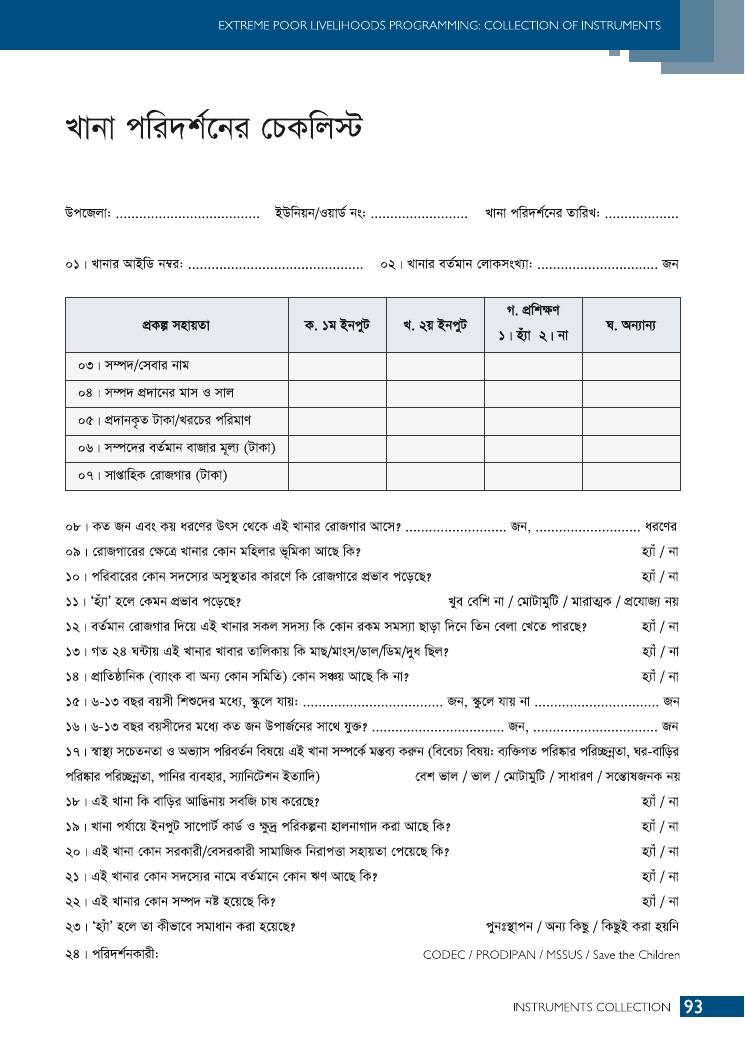 EXTREME POOR LIVELIHOODS PROGRAMMING: COLLECTION OF INSTRUMENTS
খানা পরিদর্শনের চেকলিস্ট
উপজেলা: ..................................... ইউনিয়ন/ওয়ার্ড নং: ......................... খানা পরিদর্শনের তারিখ: ...................
০১। খানার আইডি নম্বর: ............................................. ০২। খানার বর্তমান লোকসংখ্যা: ............................... জন
প্রকল্প সহায়তা ক. ১ম ইনপুট খ. ২য় ইনপুট গ. প্রশিক্ষণ ১। হ্যাঁ ২। না ঘ. অন্যান্য
০৩। সম্পদ/সেবার নাম
০৪। সম্পদ প্রদানের মাস ও সাল
০৫। প্রদানকৃত টাকা/খরচের পরিমাণ
০৬। সম্পদের বর্তমান বাজার মূল্য (টাকা)
০৭। সাপ্তাহিক রোজগার (টাকা)
০৮। কত জন এবং কয় ধরণের উৎস থেকে এই খানার রোজগার আসে? .......................... জন, ........................... ধরণের
০৯। রোজগারের ক্ষেত্রে খানার কোন মহিলার ভূমিকা আছে কি? হ্যাঁ / না
১০। পরিবারের কোন সদস্যের অসুস্থতার কারণে কি রোজগারে প্রভাব পড়েছে? হ্যাঁ / না
১১। ‘হ্যাঁ’ হলে কেমন প্রভাব পড়েছে? খুব বেশি না / মোটামুটি / মারাত্মক / প্রযোজ্য নয়
১২। বর্তমান রোজগার দিয়ে এই খানার সকল সদস্য কি কোন রকম সমস্যা ছাড়া দিনে তিন বেলা খেতে পারছে? হ্যাঁ / না
১৩। গত ২৪ ঘন্টায় এই খানার খাবার তালিকায় কি মাছ/মাংস/ডাল/ডিম/দুধ ছিল? হ্যাঁ / না
১৪। প্রাতিষ্ঠানিক (ব্যাংক বা অন্য কোন সমিতি) কোন সঞ্চয় আছে কি না? হ্যাঁ / না
১৫। ৬-১৩ বছর বয়সী শিশুদের মধ্যে, স্কুলে যায়: .................................... জন, স্কুলে যায় না ................................ জন
১৬। ৬-১৩ বছর বয়সীদের মধ্যে কত জন উপার্জনের সাথে যুক্ত? .................................. জন, ................................ জন
১৭। স্বাস্থ্য সচেতনতা ও অভ্যাস পরিবর্তন বিষয়ে এই খানা সম্পর্কে মন্তব্য করুন (বিবেচ্য বিষয়: ব্যক্তিগত পরিষ্কার পরিচ্ছন্নতা, ঘর-বাড়ির
পরিষ্কার পরিচ্ছন্নতা, পানির ব্যবহার, স্যানিটেশন ইত্যাদি) বেশ ভাল / ভাল / মোটামুটি / সাধারণ / সন্তোষজনক নয়
১৮। এই খানা কি বাড়ির আঙিনায় সবজি চাষ করেছে? হ্যাঁ / না
১৯। খানা পর্যায়ে ইনপুট সাপোর্ট কার্ড ও ক্ষুদ্র পরিকল্পনা হালনাগাদ করা আছে কি? হ্যাঁ / না
২০। এই খানা কোন সরকারী/বেসরকারী সামাজিক নিরাপত্তা সহায়তা পেয়েছে কি? হ্যাঁ / না
২১। এই খানার কোন সদস্যের নামে বর্তমানে কোন ঋণ আছে কি? হ্যাঁ / না
২২। এই খানার কোন সম্পদ নষ্ট হয়েছে কি? হ্যাঁ / না
২৩। ‘হ্যাঁ’ হলে তা কীভাবে সমাধান করা হয়েছে? পুনঃস্থাপন / অন্য কিছু / কিছুই করা হয়নি
২৪। পরিদর্শনকারী: CODEC / PRODIPAN / MSSUS / Save the Children
INSTRUMENTS COLLECTION 93